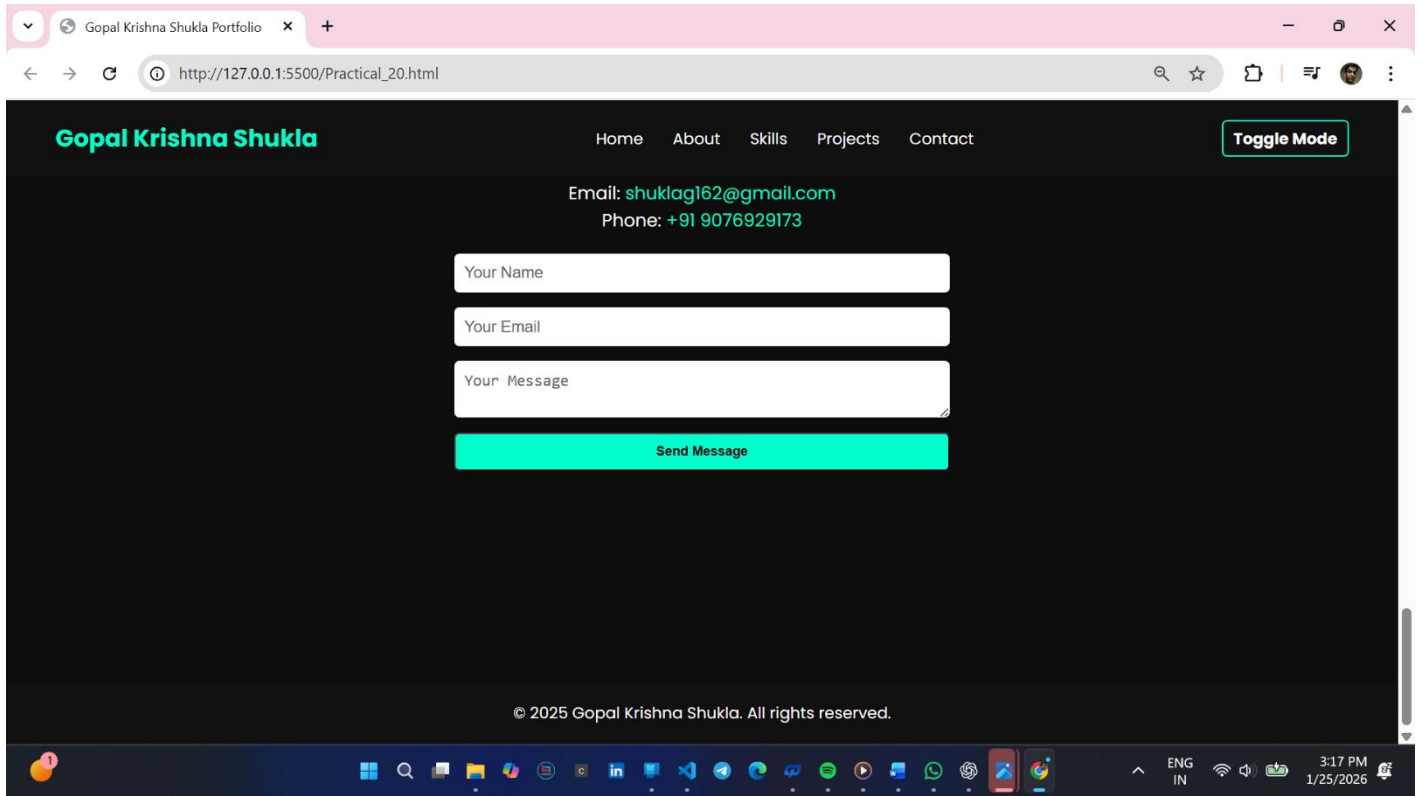 Gopal Krishna Shukla Portfolio
http://127.0.0.1:5500/Practical_20.html
Gopal Krishna Shukla
Home About Skills Projects Contact
Toggle Mode
Email: shuklag162@gmail.com
Phone: +91 9076929173
Your Name
Your Email
Your Message
Send Message
© 2025 Gopal Krishna Shukla. All rights reserved.
1
C
in
ENG
IN
3:17 PM
1/25/2026